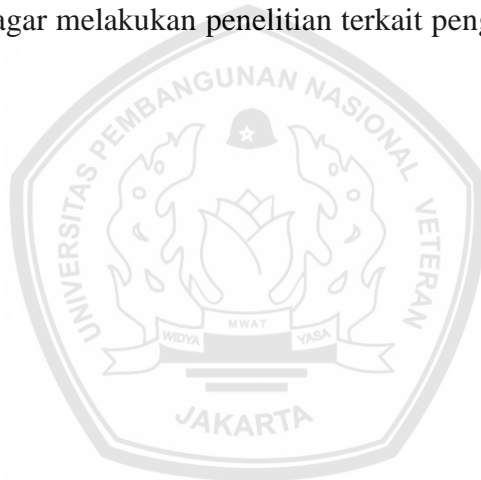 agar melakukan penelitian terkait peng
UNIVERSITAS PEMBANGUNAN NASIONAL VETERAN
WIDYA MWAT YASA
JAKARTA